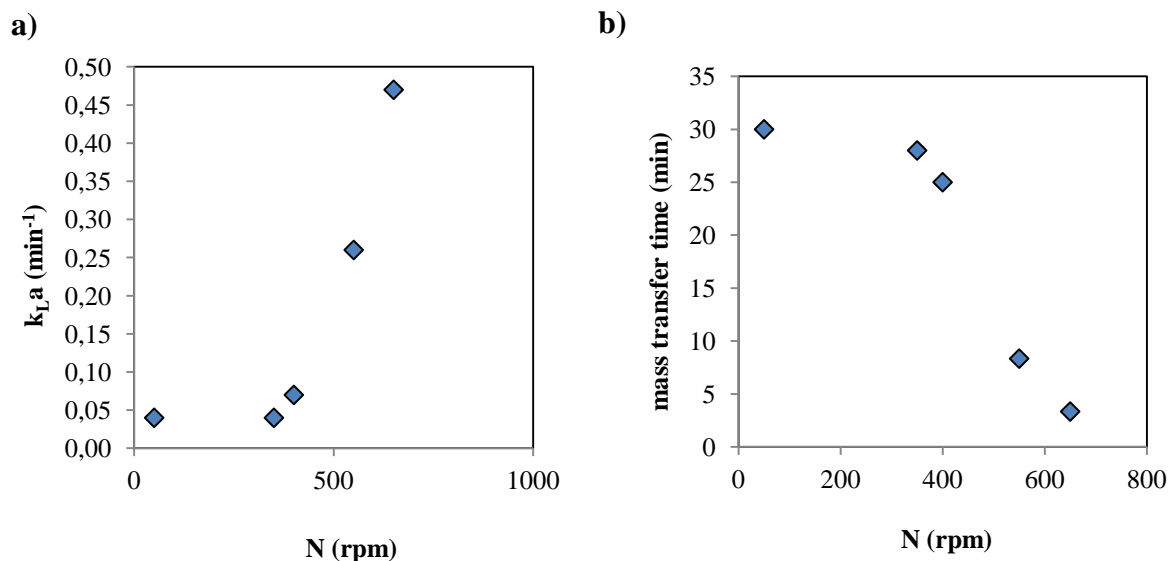 a)
0,50
0,45
0,40
0,35
0,30
0,25
0,20
0,15
0,10
0,05
0,00
0 500 1000
kLa (min-1)
N (rpm)
b)
35
30
25
20
15
10
5
0
0 200 400 600 800
mass transfer time (min)
N (rpm)